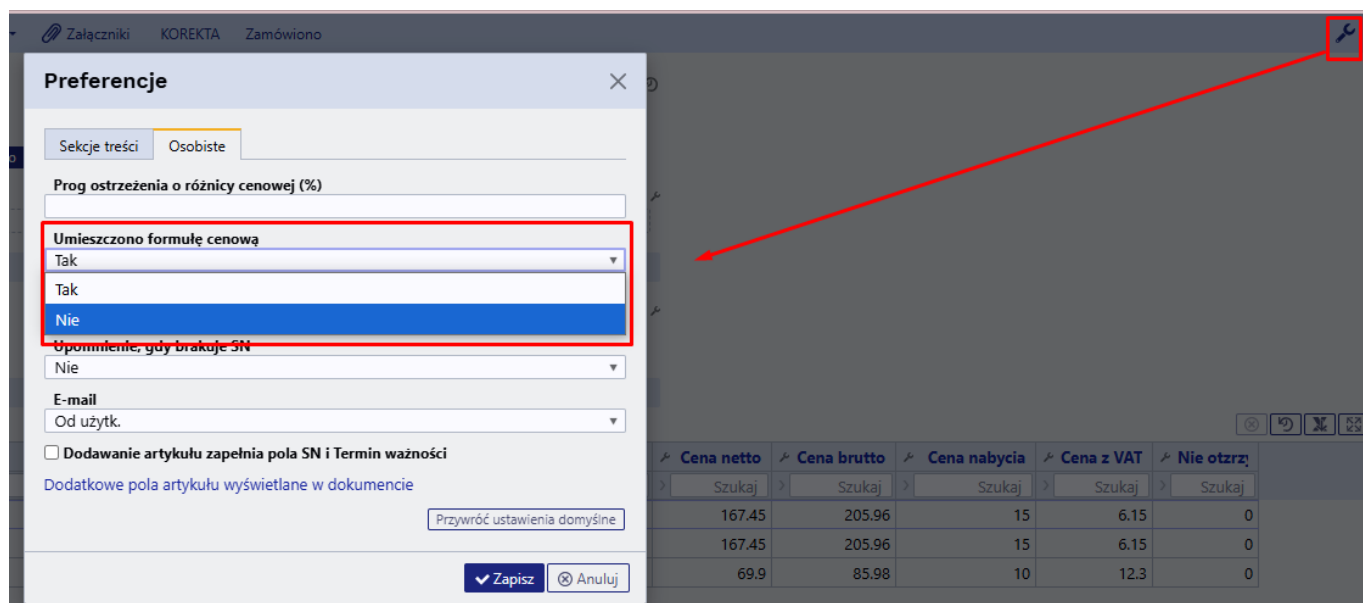 Załączniki KOREKTA Zamówiono
Preferencje
Sekcje treści Osobiste
Prog ostrzeżenia o różnicy cenowej (%)
Umieszczono formułę cenową
Tak
Tak
Nie
Upomnienie, gdy brakuje SN
Nie
E-mail
Od użytk.
Dodawanie artykułu zapełnia pola SN i Termin ważności
Dodatkowe pola artykułu wyświetlane w dokumencie
Przywróć ustawienia domyślne
Zapisz Anuluj
Cena netto Cena brutto Cena nabycia Cena z VAT Nie otzrzy
Szukaj Szukaj Szukaj Szukaj Szukaj
167.45 205.96 15 6.15 0
167.45 205.96 15 6.15 0
69.9 85.98 10 12.3 0